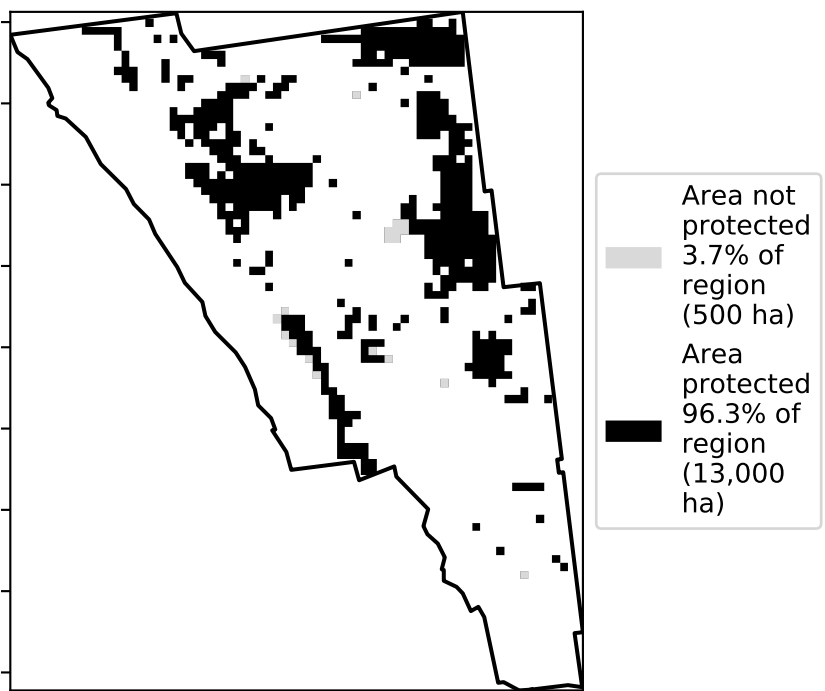 Area not
protected
3.7% of
region
(500 ha)
Area
protected
96.3% of
region
(13,000
ha)